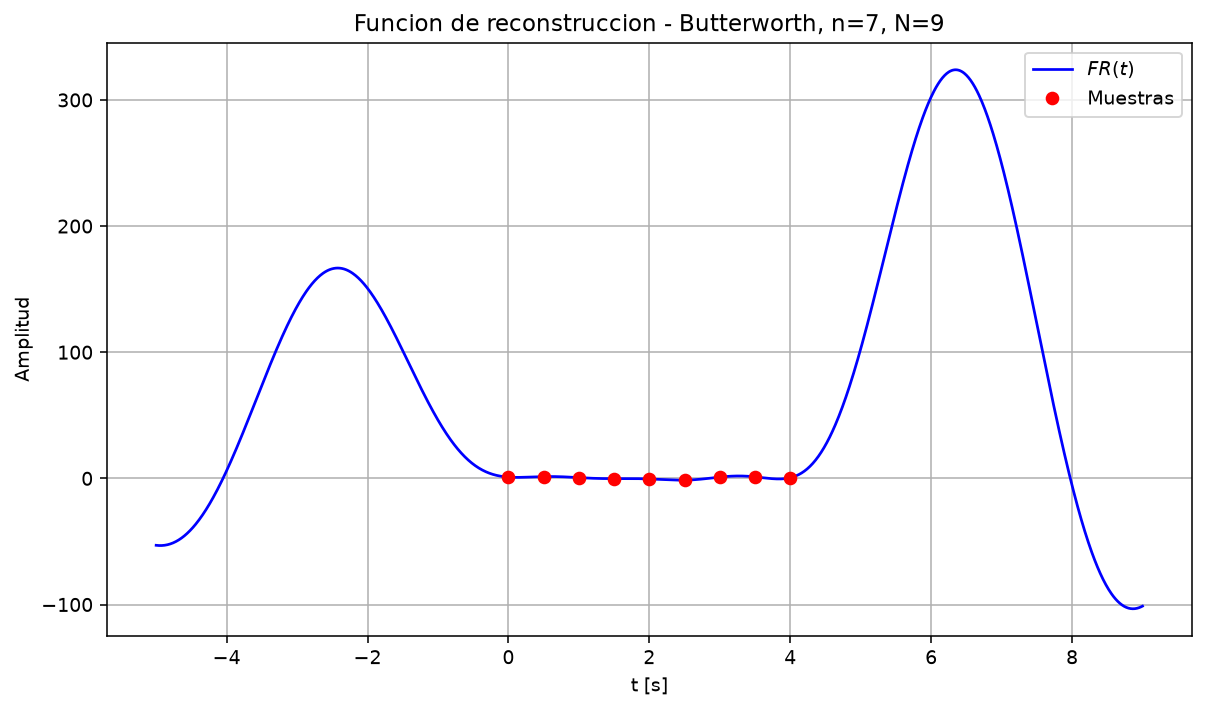 Funcion de reconstruccion - Butterworth, n=7, N=9
FR(t)
Muestras
Amplitud
300
200
100
0
−100
−4
−2
0
2
4
6
8
t [s]